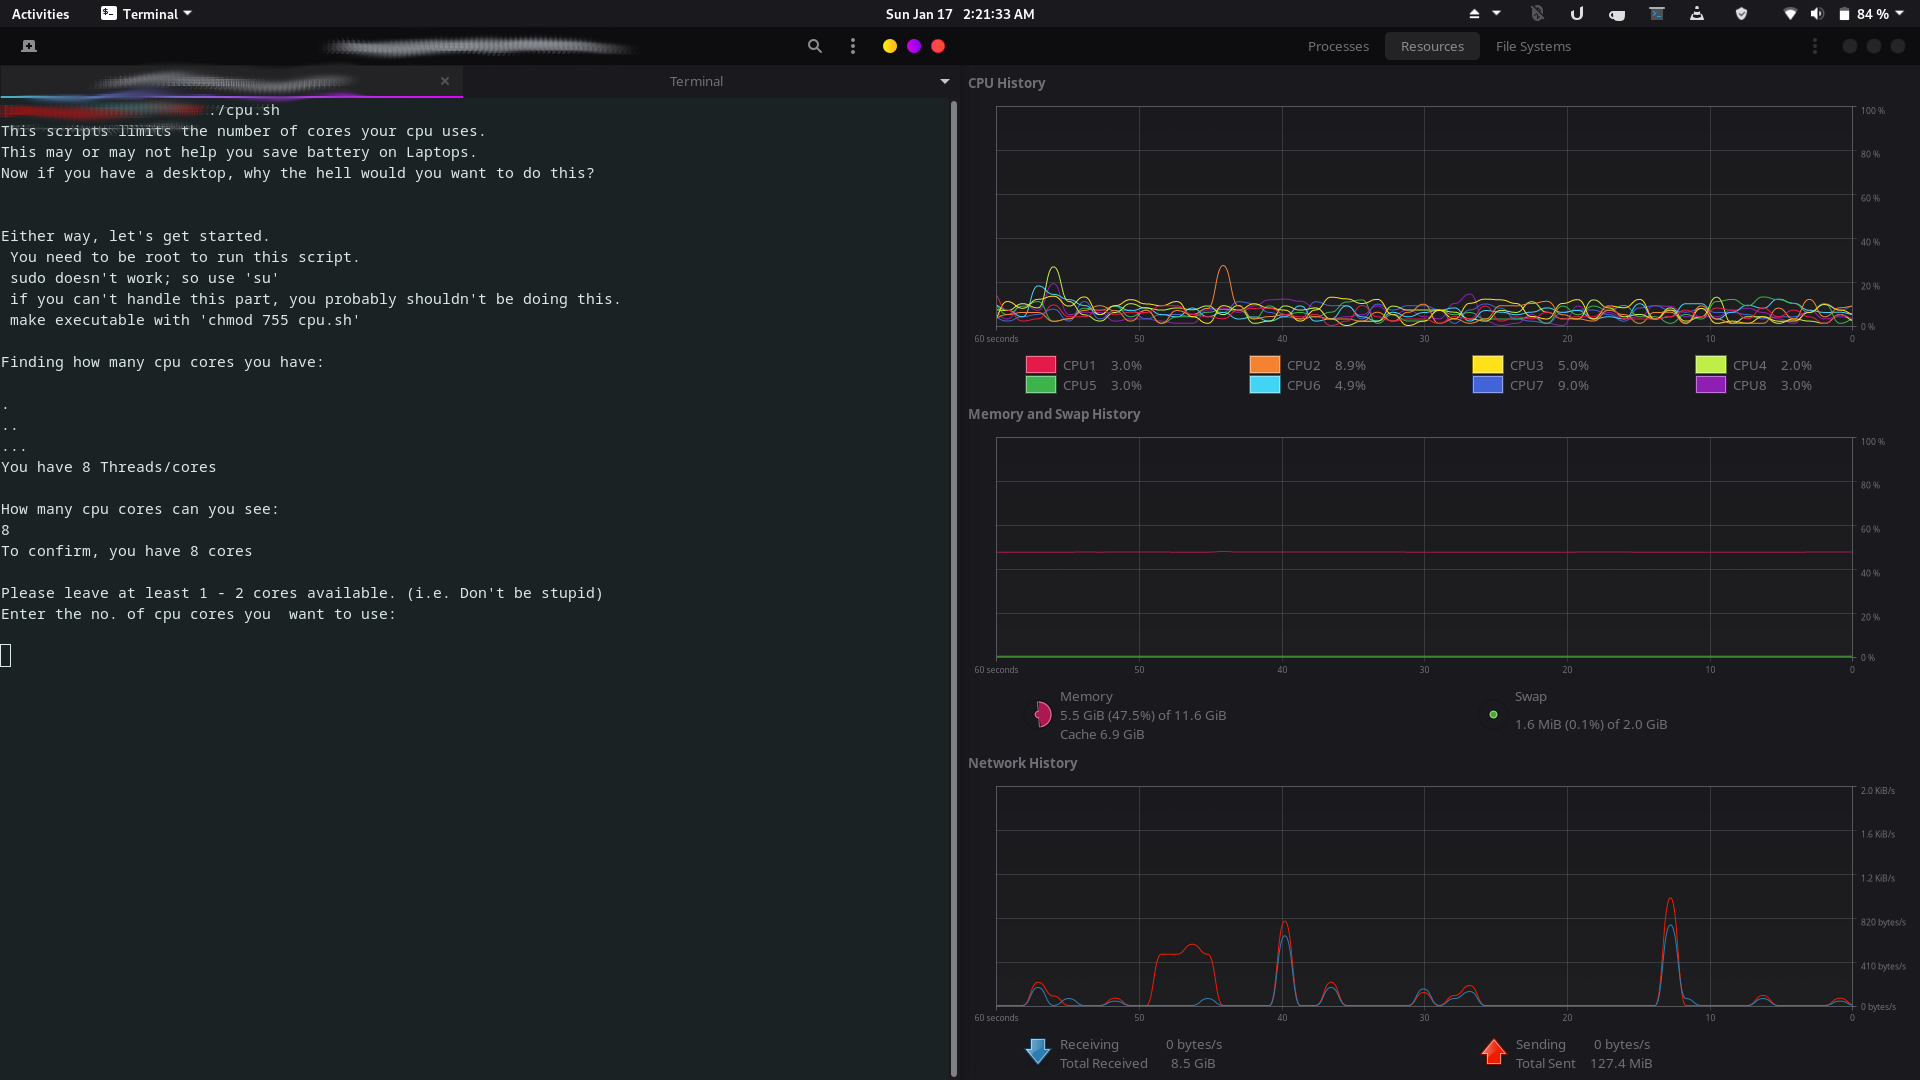 Activities
Terminal
Sun Jan 17 2:21:33 AM
84 %
Terminal
./cpu.sh
This scripts limits the number of cores your cpu uses.
This may or may not help you save battery on Laptops.
Now if you have a desktop, why the hell would you want to do this?
Either way, let's get started.
You need to be root to run this script.
sudo doesn't work; so use 'su'
if you can't handle this part, you probably shouldn't be doing this.
make executable with 'chmod 755 cpu.sh'
Finding how many cpu cores you have:
.
..
...
You have 8 Threads/cores
How many cpu cores can you see:
8
To confirm, you have 8 cores
Please leave at least 1 - 2 cores available. (i.e. Don't be stupid)
Enter the no. of cpu cores you  want to use:
Processes Resources File Systems
CPU History
100 %
80 %
60 %
40 %
20 %
0 %
60 seconds 50 40 30 20 10 0
CPU1 3.0% CPU2 8.9% CPU3 5.0% CPU4 2.0%
CPU5 3.0% CPU6 4.9% CPU7 9.0% CPU8 3.0%
Memory and Swap History
100 %
80 %
60 %
40 %
20 %
0 %
60 seconds 50 40 30 20 10 0
Memory
5.5 GiB (47.5%) of 11.6 GiB
Cache 6.9 GiB
Swap
1.6 MiB (0.1%) of 2.0 GiB
Network History
2.0 KiB/s
1.6 KiB/s
1.2 KiB/s
820 bytes/s
410 bytes/s
0 bytes/s
60 seconds 50 40 30 20 10 0
Receiving 0 bytes/s
Total Received 8.5 GiB
Sending 0 bytes/s
Total Sent 127.4 MiB